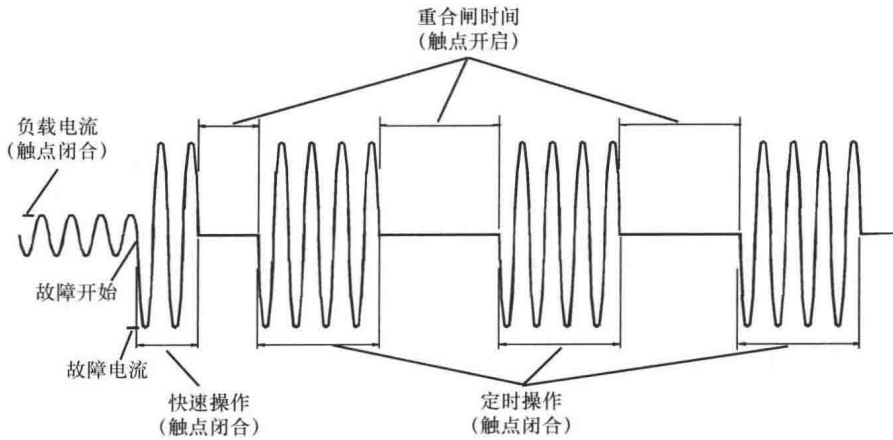 重合闸时间
(触点开启)
负载电流
(触点闭合)
故障开始
故障电流
快速操作
(触点闭合)
定时操作
(触点闭合)